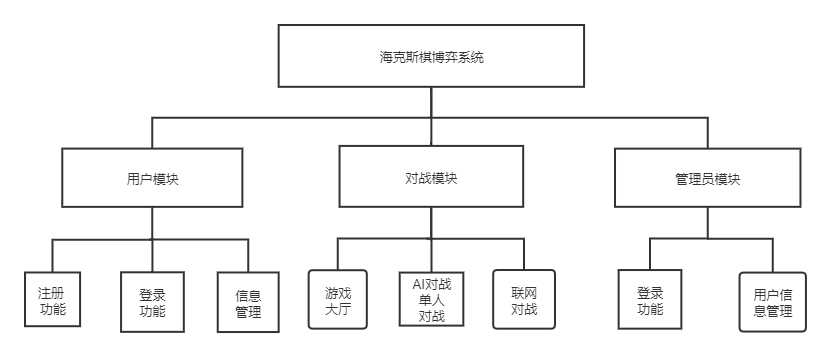 海克斯棋博弈系统
用户模块
对战模块
管理员模块
注册
功能
登录
功能
信息
管理
游戏
大厅
AI对战
单人
对战
联网
对战
登录
功能
用户信
息管理